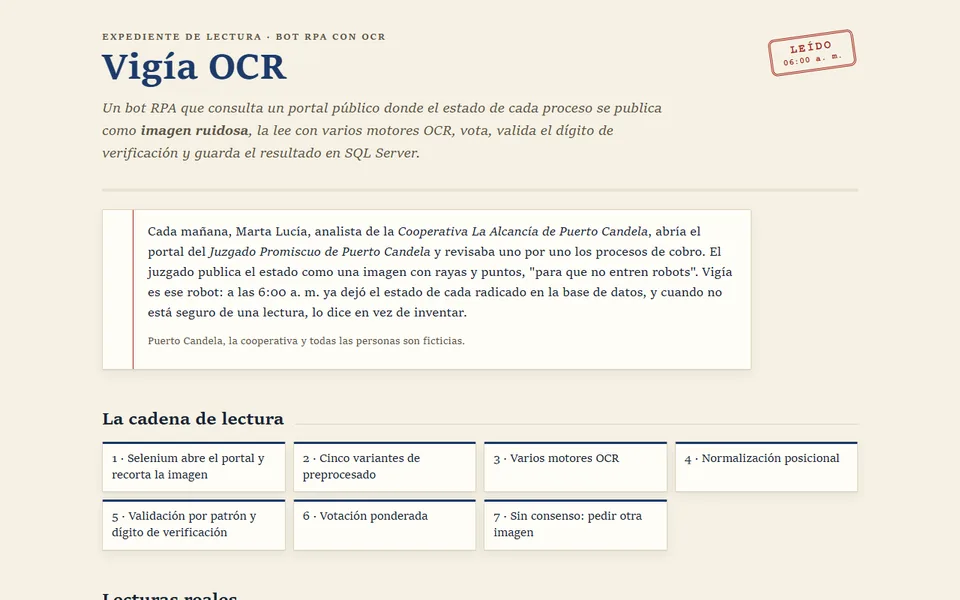 EXPEDIENTE DE LECTURA · BOT RPA CON OCR
Vigía OCR
LEÍDO
06:00 a. m.
Un bot RPA que consulta un portal público donde el estado de cada proceso se publica
como imagen ruidosa, la lee con varios motores OCR, vota, valida el dígito de
verificación y guarda el resultado en SQL Server.
Cada mañana, Marta Lucía, analista de la Cooperativa La Alcancía de Puerto Candela, abría el
portal del Juzgado Promiscuo de Puerto Candela y revisaba uno por uno los procesos de cobro. El
juzgado publica el estado como una imagen con rayas y puntos, "para que no entren robots". Vigía
es ese robot: a las 6:00 a. m. ya dejó el estado de cada radicado en la base de datos, y cuando no
está seguro de una lectura, lo dice en vez de inventar.
Puerto Candela, la cooperativa y todas las personas son ficticias.
La cadena de lectura
1 · Selenium abre el portal y
recorta la imagen
2 · Cinco variantes de
preprocesado
3 · Varios motores OCR
4 · Normalización posicional
5 · Validación por patrón y
dígito de verificación
6 · Votación ponderada
7 · Sin consenso: pedir otra
imagen
Lecturas reales